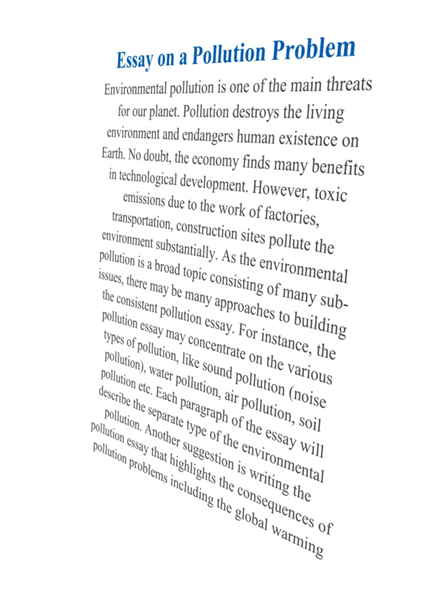 Essay on a Pollution Problem
Environmental pollution is one of the main threats
for our planet. Pollution destroys the living
environment and endangers human existence on
Earth. No doubt, the economy finds many benefits
in technological development. However, toxic
emissions due to the work of factories,
transportation, construction sites pollute the
environment substantially. As the environmental
pollution is a broad topic consisting of many sub-
issues, there may be many approaches to building
the consistent pollution essay. For instance, the
pollution essay may concentrate on the various
types of pollution, like sound pollution (noise
pollution), water pollution, air pollution, soil
pollution etc. Each paragraph of the essay will
describe the separate type of the environmental
pollution. Another suggestion is writing the
pollution essay that highlights the consequences of
pollution problems including the global warming